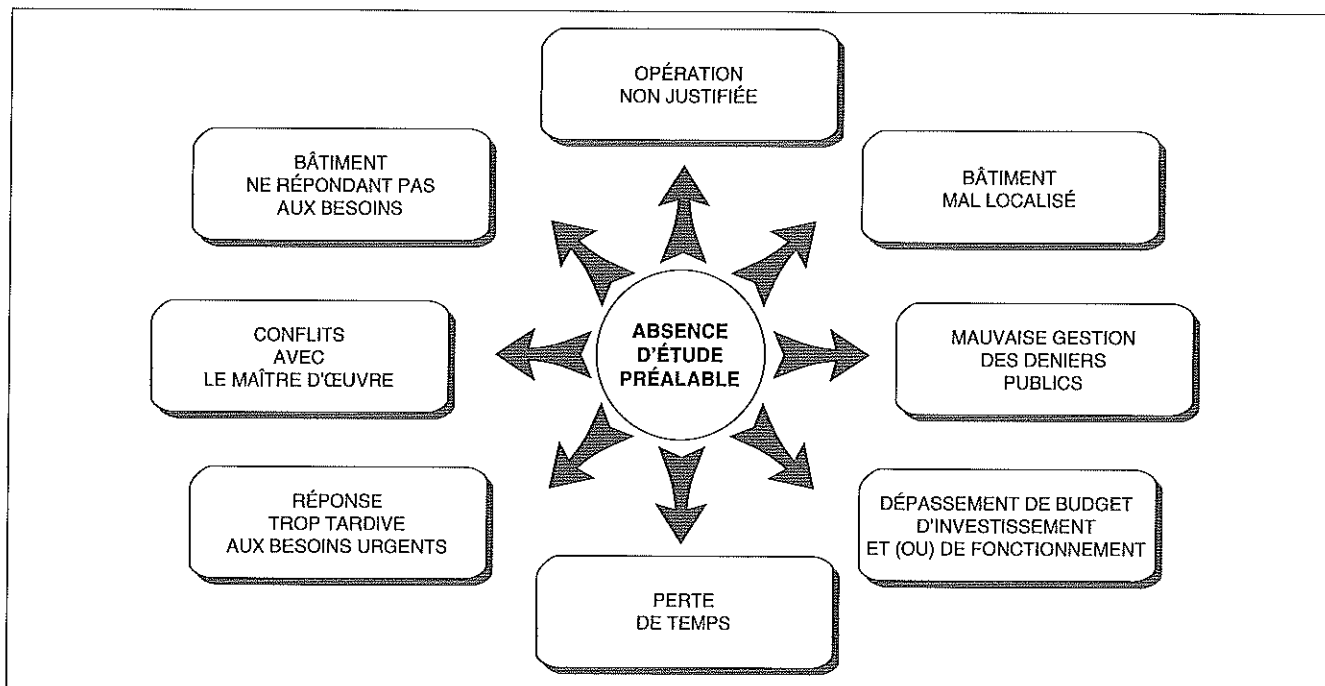 OPÉRATION
NON JUSTIFIÉE
BÂTIMENT
NE RÉPONDANT PAS
AUX BESOINS
BÂTIMENT
MAL LOCALISÉ
CONFLITS
AVEC
LE MAÎTRE D'ŒUVRE
ABSENCE
D'ÉTUDE
PRÉALABLE
MAUVAISE GESTION
DES DENIERS
PUBLICS
RÉPONSE
TROP TARDIVE
AUX BESOINS URGENTS
DÉPASSEMENT DE BUDGET
D'INVESTISSEMENT
ET (OU) DE FONCTIONNEMENT
PERTE
DE TEMPS